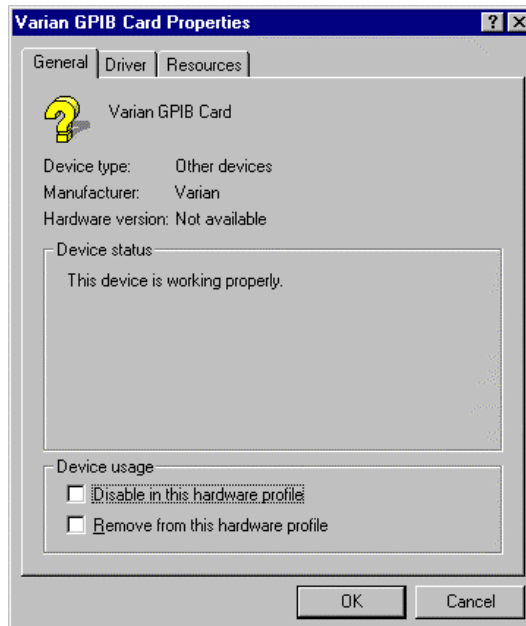 Varian GPIB Card Properties
General Driver Resources
Varian GPIB Card
Device type: Other devices
Manufacturer: Varian
Hardware version: Not available
Device status
This device is working properly.
Device usage
Disable in this hardware profile
Remove from this hardware profile
OK Cancel